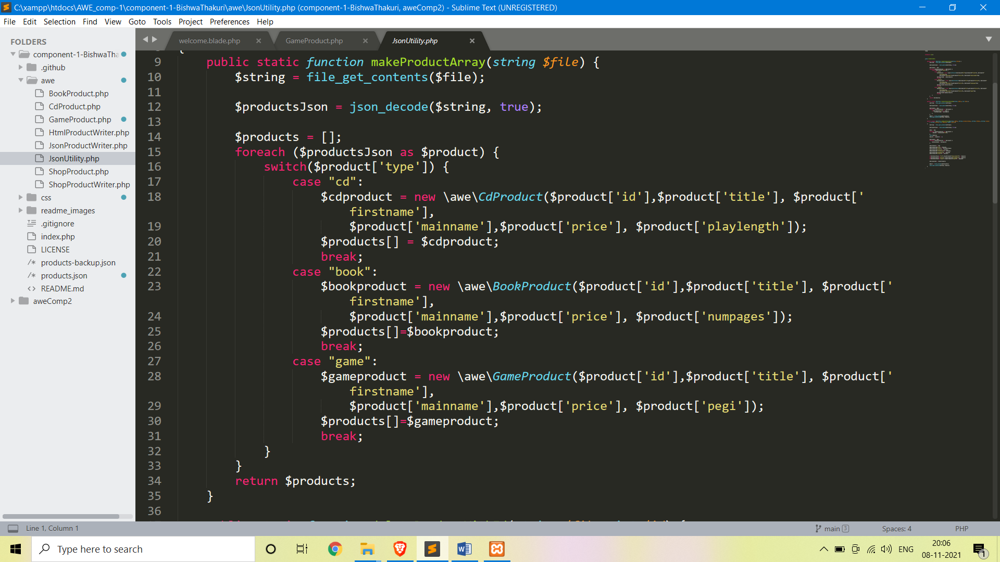 C:\xampp\htdocs\AWE_comp-1\component-1-BishwaThakuri\awe\JsonUtility.php (component-1-BishwaThakuri, aweComp2) - Sublime Text (UNREGISTERED)
File Edit Selection Find View Goto Tools Project Preferences Help
FOLDERS
component-1-BishwaTha
.github
awe
BookProduct.php
CdProduct.php
GameProduct.php
HtmlProductWriter.php
JsonProductWriter.php
JsonUtility.php
ShopProduct.php
ShopProductWriter.php
css
readme_images
.gitignore
index.php
LICENSE
/* products-backup.json
/* products.json
<> README.md
aweComp2
welcome.blade.php GameProduct.php JsonUtility.php
9 public static function makeProductArray(string $file) {
10 $string = file_get_contents($file);
11
12 $productsJson = json_decode($string, true);
13
14 $products = [];
15 foreach ($productsJson as $product) {
16 switch($product['type']) {
17 case "cd":
18 $cdproduct = new \awe\CdProduct($product['id'],$product['title'], $product['
firstname'],
19 $product['mainname'],$product['price'], $product['playlength']);
20 $products[] = $cdproduct;
21 break;
22 case "book":
23 $bookproduct = new \awe\BookProduct($product['id'],$product['title'], $product['
firstname'],
24 $product['mainname'],$product['price'], $product['numpages']);
25 $products[]=$bookproduct;
26 break;
27 case "game":
28 $gameproduct = new \awe\GameProduct($product['id'],$product['title'], $product['
firstname'],
29 $product['mainname'],$product['price'], $product['pegi']);
30 $products[]=$gameproduct;
31 break;
32 }
33 }
34 return $products;
35 }
36
Line 1, Column 1 main 3 Spaces: 4 PHP
Type here to search
ENG
20:06
08-11-2021
1